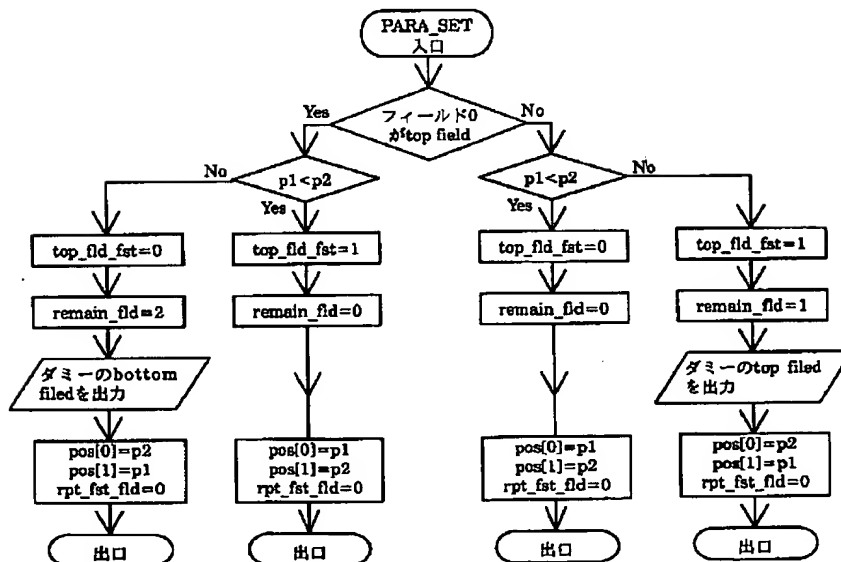 PARA_SET
入口
フィールド0
がtop field
Yes
No
p1<p2
No
Yes
p1<p2
Yes
No
top_fld_fst=0
top_fld_fst=1
top_fld_fst=0
top_fld_fst=1
remain_fld=2
remain_fld=0
remain_fld=0
remain_fld=1
ダミーのbottom
filedを出力
ダミーのtop filed
を出力
pos[0]=p2
pos[1]=p1
rpt_fst_fld=0
pos[0]=p1
pos[1]=p2
rpt_fst_fld=0
pos[0]=p1
pos[1]=p2
rpt_fst_fld=0
pos[0]=p2
pos[1]=p1
rpt_fst_fld=0
出口
出口
出口
出口